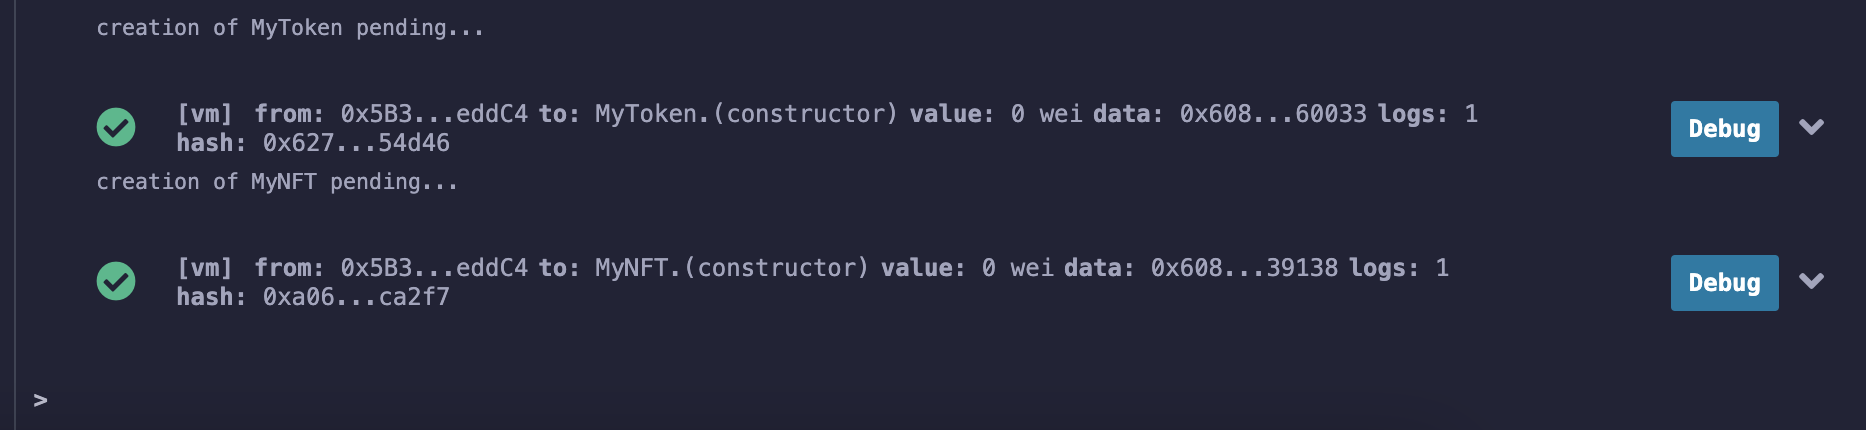 creation of MyToken pending...
[vm] from: 0x5B3...eddC4 to: MyToken.(constructor) value: 0 wei data: 0x608...60033 logs: 1
hash: 0x627...54d46
Debug
creation of MyNFT pending...
[vm] from: 0x5B3...eddC4 to: MyNFT.(constructor) value: 0 wei data: 0x608...39138 logs: 1
hash: 0xa06...ca2f7
Debug
>